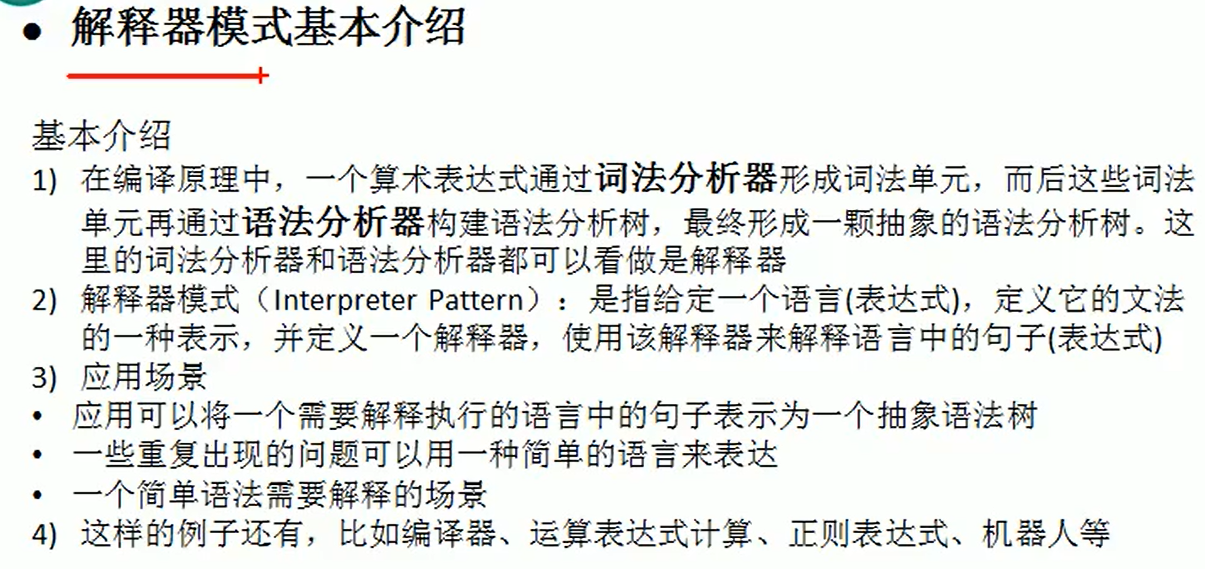 ● 解释器模式基本介绍
基本介绍
1) 在编译原理中，一个算术表达式通过词法分析器形成词法单元，而后这些词法
单元再通过语法分析器构建语法分析树，最终形成一颗抽象的语法分析树。这
里的词法分析器和语法分析器都可以看做是解释器
2) 解释器模式（Interpreter Pattern）：是指给定一个语言(表达式)，定义它的文法
的一种表示，并定义一个解释器，使用该解释器来解释语言中的句子(表达式)
3) 应用场景
• 应用可以将一个需要解释执行的语言中的句子表示为一个抽象语法树
• 一些重复出现的问题可以用一种简单的语言来表达
• 一个简单语法需要解释的场景
4) 这样的例子还有，比如编译器、运算表达式计算、正则表达式、机器人等